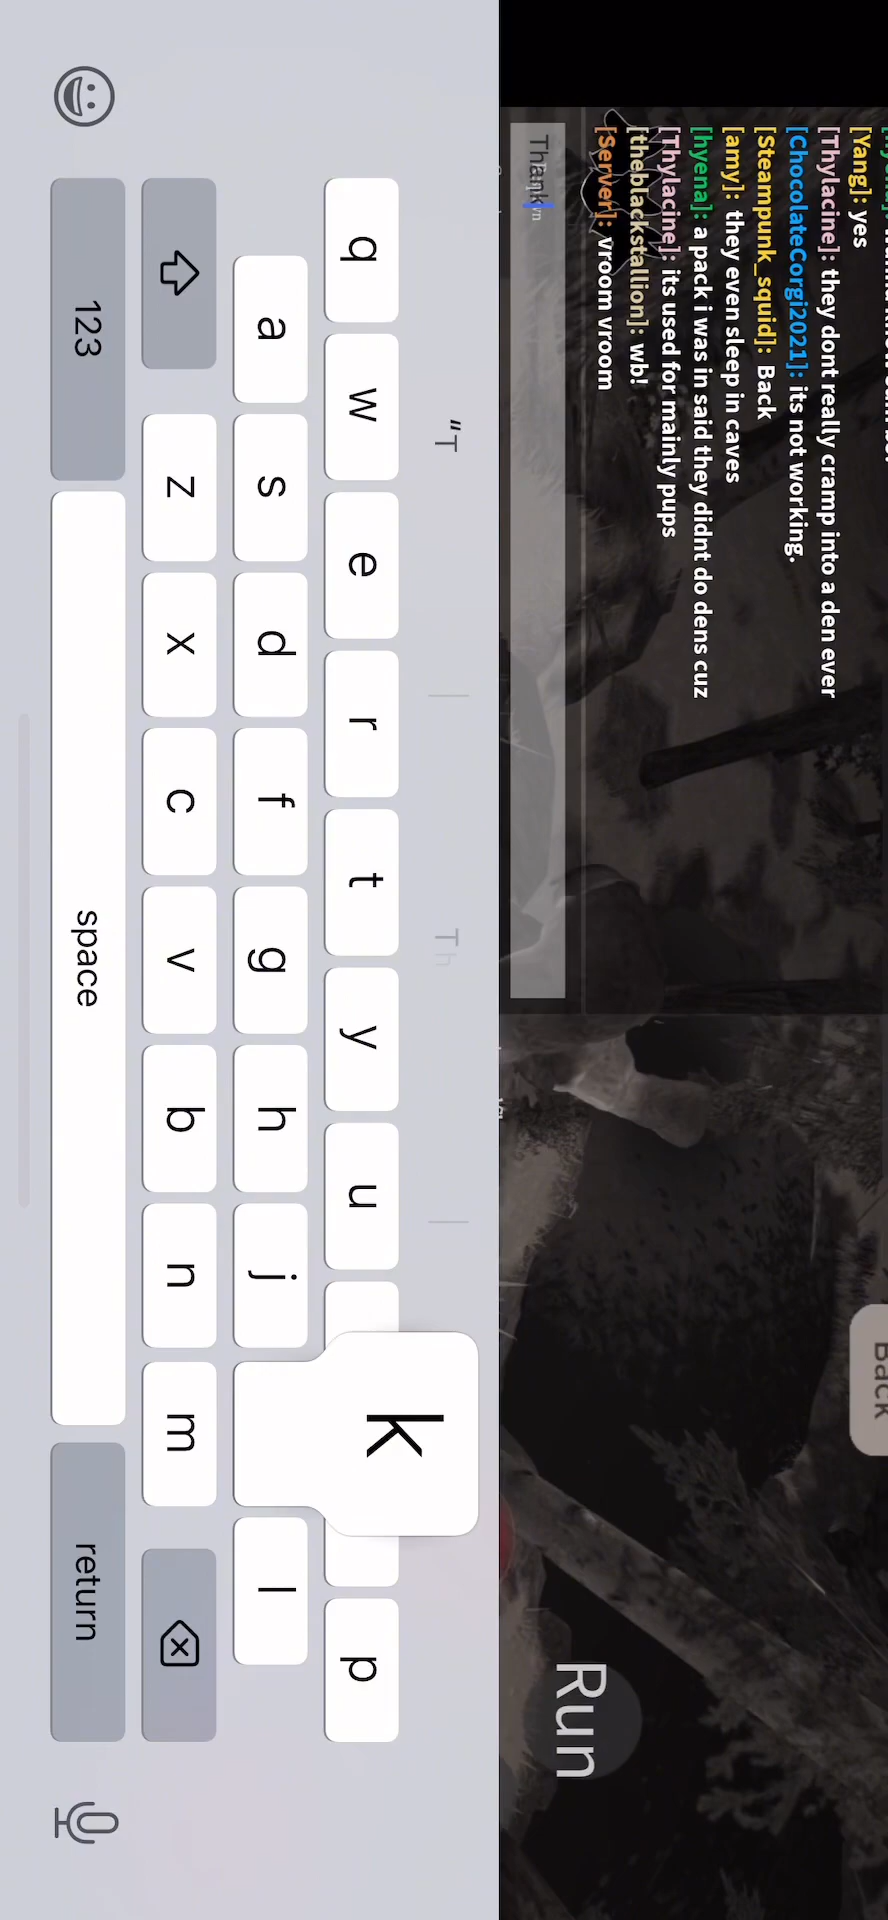 [Yang]: yes
[Thylacine]: they dont really cramp into a den ever
[ChocolateCorgi2021]: its not working.
[Steampunk_squid]: Back
[amy]: they even sleep in caves
[hyena]: a pack i was in said they didnt do dens cuz
[Thylacine]: its used for mainly pups
[theblackstallion]: wb!
[Server]: vroom vroom
Thank
Back
Run
"T Th
q w e r t y u p
a s d f g h j k l
z x c v b n m
123 space return